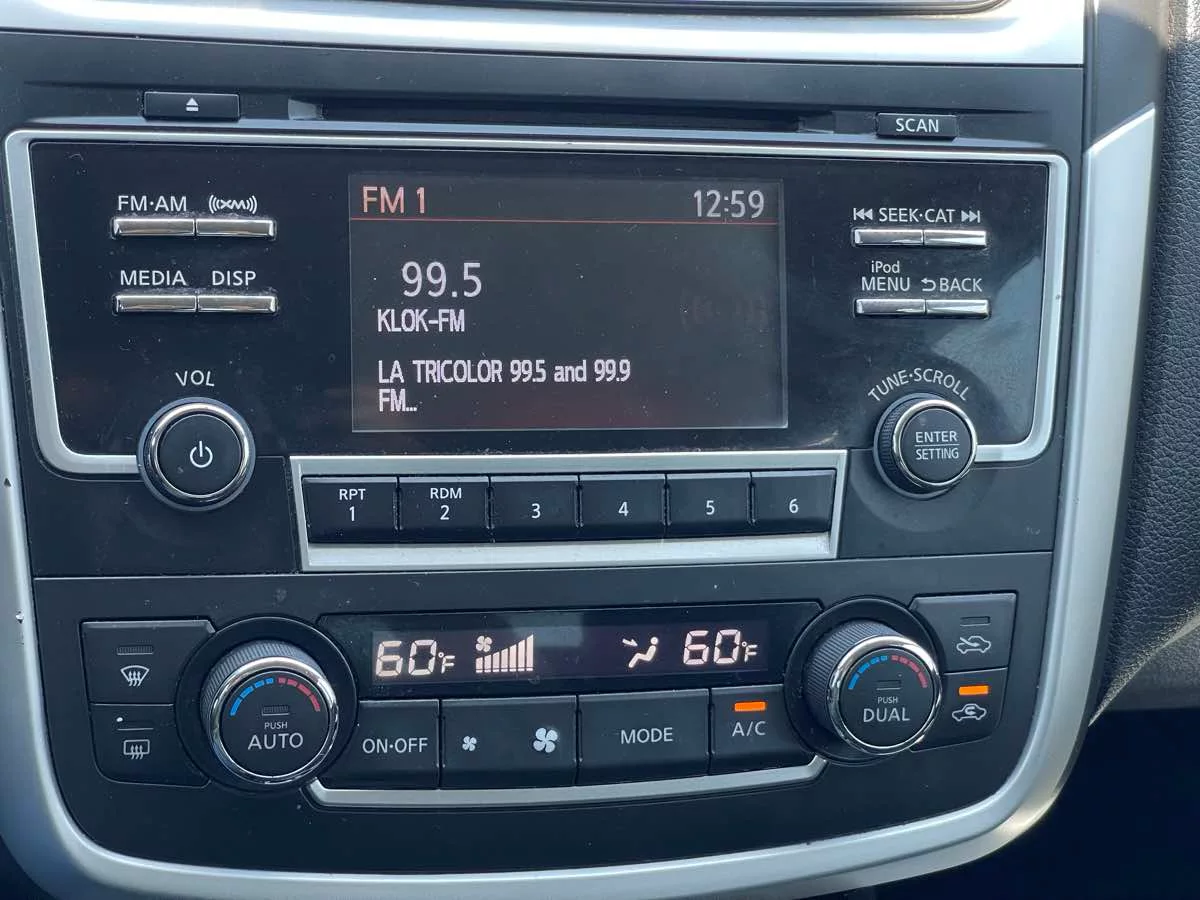 SCAN
FM·AM ((XM))
FM 1 12:59
SEEK·CAT
MEDIA DISP
99.5
iPod
MENU BACK
KLOK-FM
LA TRICOLOR 99.5 and 99.9
FM...
VOL
TUNE·SCROLL
ENTER
SETTING
RPT RDM
1 2 3 4 5 6
60°F 60°F
PUSH
AUTO
ON·OFF
MODE
A/C
PUSH
DUAL